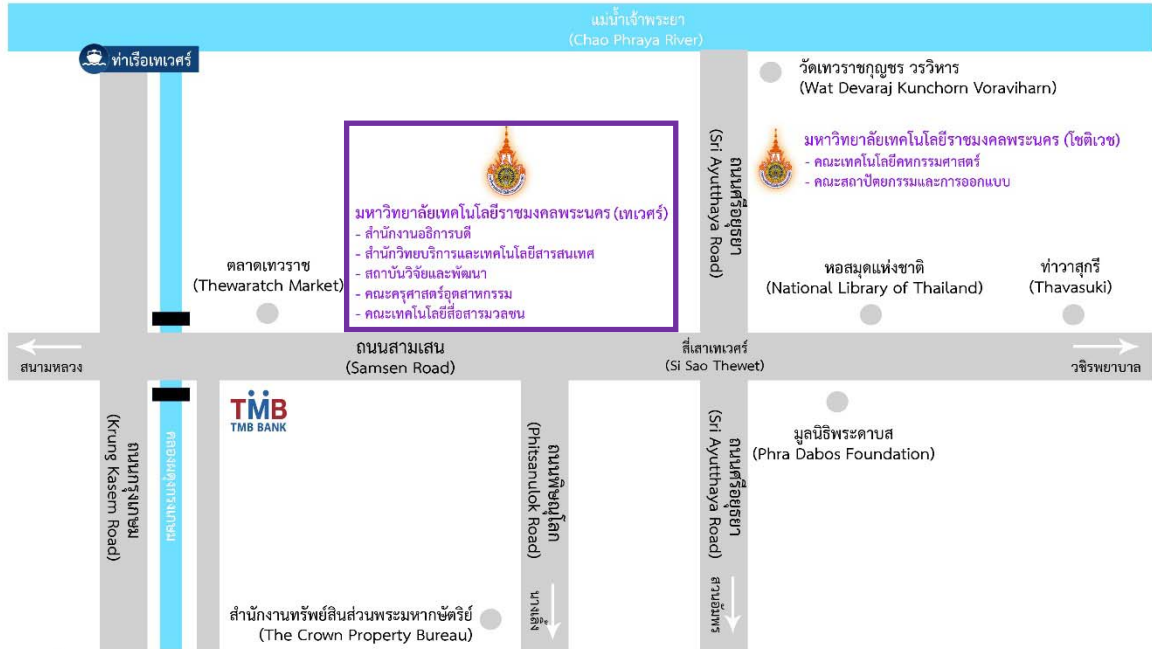 แม่น้ำเจ้าพระยา
(Chao Phraya River)
ท่าเรือเทเวศร์
วัดเทวราชกุญชร วรวิหาร
(Wat Devaraj Kunchorn Voraviharn)
ถนนศรีอยุธยา
(Sri Ayutthaya Road)
มหาวิทยาลัยเทคโนโลยีราชมงคลพระนคร (โชติเวช)
- คณะเทคโนโลยีคหกรรมศาสตร์
- คณะสถาปัตยกรรมและการออกแบบ
มหาวิทยาลัยเทคโนโลยีราชมงคลพระนคร (เทเวศร์)
- สำนักงานอธิการบดี
- สำนักวิทยบริการและเทคโนโลยีสารสนเทศ
- สถาบันวิจัยและพัฒนา
- คณะครุศาสตร์อุตสาหกรรม
- คณะเทคโนโลยีสื่อสารมวลชน
ตลาดเทวราช
(Thewaratch Market)
หอสมุดแห่งชาติ
(National Library of Thailand)
ท่าวาสุกรี
(Thavasuki)
สนามหลวง
ถนนสามเสน
(Samsen Road)
สี่เสาเทเวศร์
(Si Sao Thewet)
วชิรพยาบาล
ถนนกรุงเกษม
(Krung Kasem Road)
คลองผดุงกรุงเกษม
TMB
TMB BANK
ถนนพิษณุโลก
(Phitsanulok Road)
นางเลิ้ง
ถนนศรีอยุธยา
(Sri Ayutthaya Road)
สวนอัมพร
มูลนิธิพระดาบส
(Phra Dabos Foundation)
สำนักงานทรัพย์สินส่วนพระมหากษัตริย์
(The Crown Property Bureau)